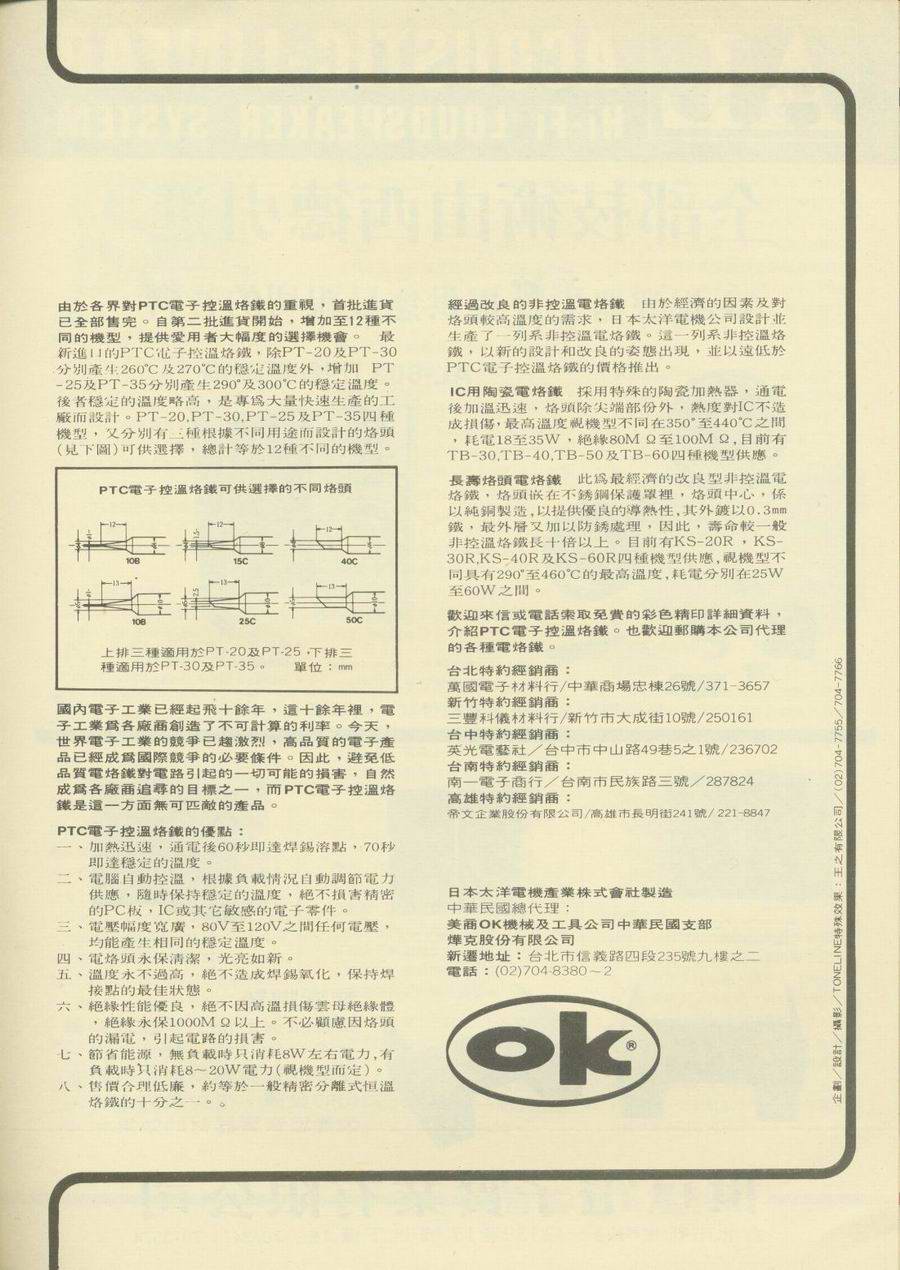 由於各界對PTC電子控溫烙鐵的重視，首批進貨
已全部售完。自第二批進貨開始，增加至12種不
同的機型，提供愛用者大幅度的選擇機會。　最
新進口的PTC電子控溫烙鐵，除PT-20及PT-30
分別產生260℃及270℃的穩定溫度外，增加　PT
-25及PT-35分別產生290°及300℃的穩定溫度。
後者穩定的溫度略高，是專爲大量快速生產的工
廠而設計。PT-20,PT-30,PT-25及PT-35四種
機型，又分別有三種根據不同用途而設計的烙頭
(見下圖)可供選擇，總計等於12種不同的機型。
PTC電子控溫烙鐵可供選擇的不同烙頭
12
12
12
10B
15C
40C
13
13
13
10B
25C
50C
上排三種適用於PT-20及PT-25，下排三
種適用於PT-30及PT-35。　單位：mm
國內電子工業已經起飛十餘年，這十餘年裡，電
子工業爲各廠商創造了不可計算的利率。今天，
世界電子工業的競爭已趨激烈，高品質的電子產
品已經成爲國際競爭的必要條件。因此，避免低
品質電烙鐵對電路引起的一切可能的損害，自然
成爲各廠商追尋的目標之一，而PTC電子控溫烙
鐵是這一方面無可匹敵的產品。
PTC電子控溫烙鐵的優點：
一、加熱迅速，通電後60秒即達焊錫溶點，70秒
即達穩定的溫度。
二、電腦自動控溫，根據負載情況自動調節電力
供應，隨時保持穩定的溫度，絕不損害精密
的PC板，IC或其它敏感的電子零件。
三、電壓幅度寬廣，80V至120V之間任何電壓，
均能產生相同的穩定溫度。
四、電烙頭永保清潔，光亮如新。
五、溫度永不過高，絕不造成焊錫氧化，保持焊
接點的最佳狀態。
六、絕緣性能優良，絕不因高溫損傷雲母絕緣體
，絕緣永保1000MΩ以上。不必顧慮因烙頭
的漏電，引起電路的損害。
七、節省能源，無負載時只消耗8W左右電力,有
負載時只消耗8～20W電力(視機型而定)。
八、售價合理低廉，約等於一般精密分離式恒溫
烙鐵的十分之一。
經過改良的非控溫電烙鐵　由於經濟的因素及對
烙頭較高溫度的需求，日本太洋電機公司設計並
生產了一列系非控溫電烙鐵。這一列系非控溫烙
鐵，以新的設計和改良的姿態出現，並以遠低於
PTC電子控溫烙鐵的價格推出。
IC用陶瓷電烙鐵　採用特殊的陶瓷加熱器，通電
後加溫迅速，烙頭除尖端部份外，熱度對IC不造
成損傷，最高溫度視機型不同在350°至440℃之間
，耗電18至35W，絕緣80MΩ至100MΩ，目前有
TB-30,TB-40,TB-50及TB-60四種機型供應。
長壽烙頭電烙鐵　此爲最經濟的改良型非控溫電
烙鐵，烙頭嵌在不銹鋼保護罩裡，烙頭中心，係
以純銅製造，以提供優良的導熱性，其外鍍以0.3mm
鐵，最外層又加以防銹處理，因此，壽命較一般
非控溫烙鐵長十倍以上。目前有KS-20R，KS-
30R,KS-40R及KS-60R四種機型供應，視機型不
同具有290°至460℃的最高溫度，耗電分別在25W
至60W之間。
歡迎來信或電話索取免費的彩色精印詳細資料，
介紹PTC電子控溫烙鐵。也歡迎郵購本公司代理
的各種電烙鐵。
台北特約經銷商：
萬國電子材料行/中華商場忠棟26號/371-3657
新竹特約經銷商：
三豐科儀材料行/新竹市大成街10號/250161
台中特約經銷商：
英光電藝社／台中市中山路49巷5之1號/236702
台南特約經銷商：
南一電子商行／台南市民族路三號／287824
高雄特約經銷商：
帝文企業股份有限公司/高雄市長明街241號/ 221-8847
日本太洋電機產業株式會社製造
中華民國總代理：
美商OK機械及工具公司中華民國支部
燁克股份有限公司
新遷地址：台北市信義路四段235號九樓之二
電話：(02)704-8380～2
ok®
企劃／設計／攝影／TONELINE特殊效果：王之有限公司／(02)704-7755／704-7766